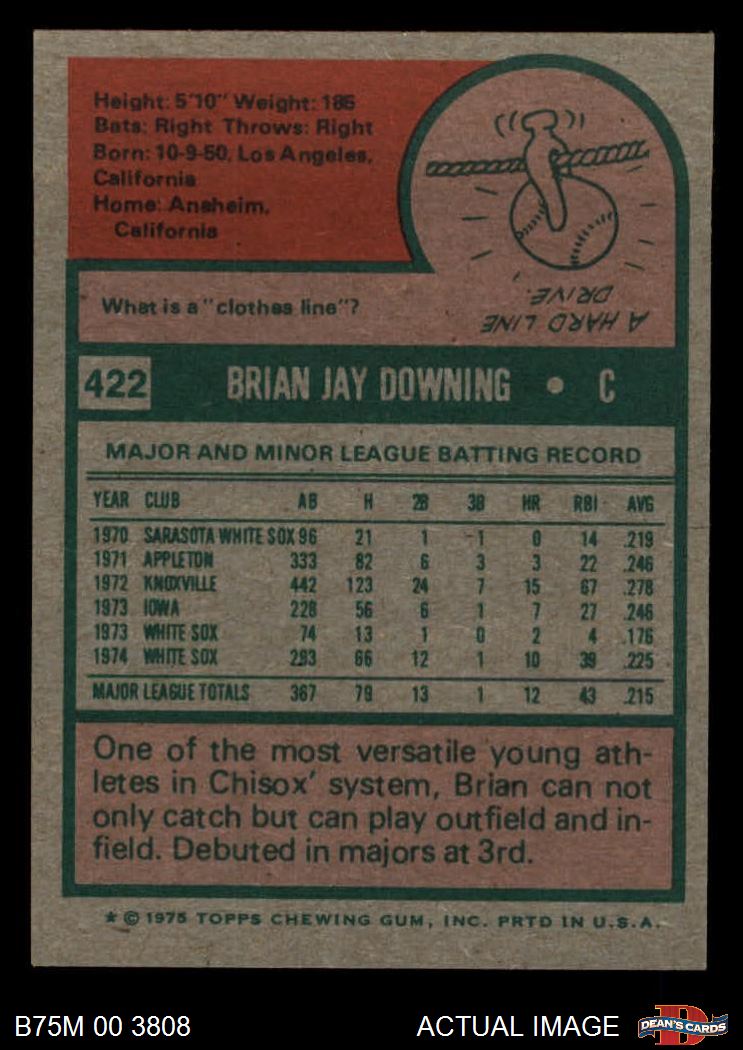 Height: 5'10" Weight: 185
Bats: Right Throws: Right
Born: 10-9-50, Los Angeles,
California
Home: Anaheim,
California
What is a "clothes line"?
A HARD LINE
DRIVE.
422 BRIAN JAY DOWNING • C
MAJOR AND MINOR LEAGUE BATTING RECORD
YEAR CLUB AB H 2B 3B HR RBI AVG
1970 SARASOTA WHITE SOX 96 21 1 1 0 14 .219
1971 APPLETON 333 82 6 3 3 22 .246
1972 KNOXVILLE 442 123 24 7 15 67 .278
1973 IOWA 228 56 6 1 7 27 .246
1973 WHITE SOX 74 13 1 0 2 4 .176
1974 WHITE SOX 293 66 12 1 10 39 .225
MAJOR LEAGUE TOTALS 367 79 13 1 12 43 .215
One of the most versatile young ath-
letes in Chisox' system, Brian can not
only catch but can play outfield and in-
field. Debuted in majors at 3rd.
* © 1975 TOPPS CHEWING GUM, INC. PRTD IN U.S.A.
B75M 00 3808 ACTUAL IMAGE DEAN'S CARDS